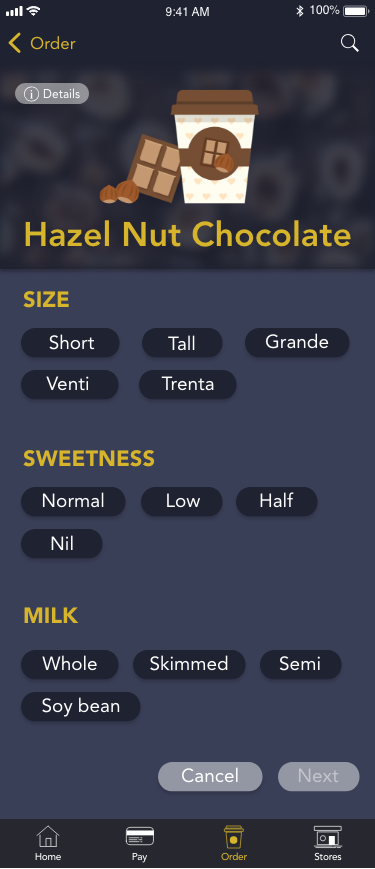 9:41 AM 100%
Order
Details
Hazel Nut Chocolate
SIZE
Short Tall Grande
Venti Trenta
SWEETNESS
Normal Low Half
Nil
MILK
Whole Skimmed Semi
Soy bean
Cancel Next
Home Pay Order Stores